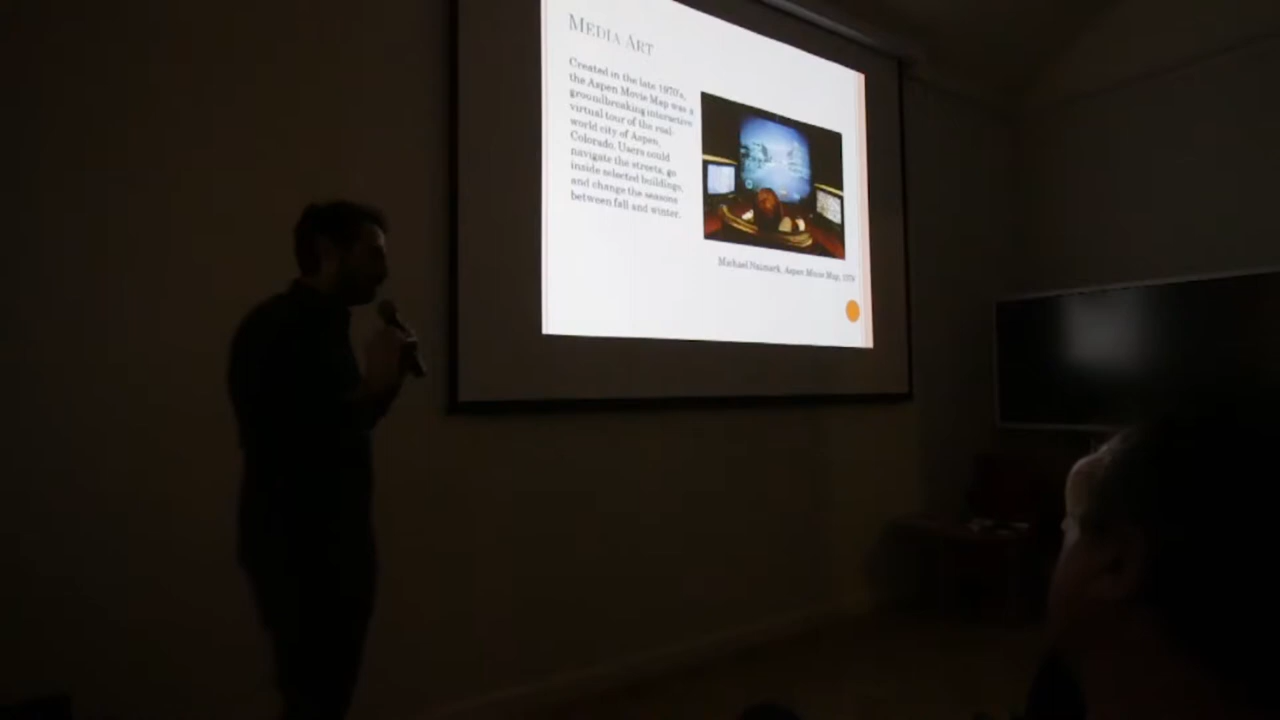 MEDIA ART
Created in the late 1970's,
the Aspen Movie Map was a
groundbreaking interactive
virtual tour of the real-
world city of Aspen,
Colorado. Users could
navigate the streets, go
inside selected buildings,
and change the seasons
between fall and winter.
Michael Naimark, Aspen Movie Map,